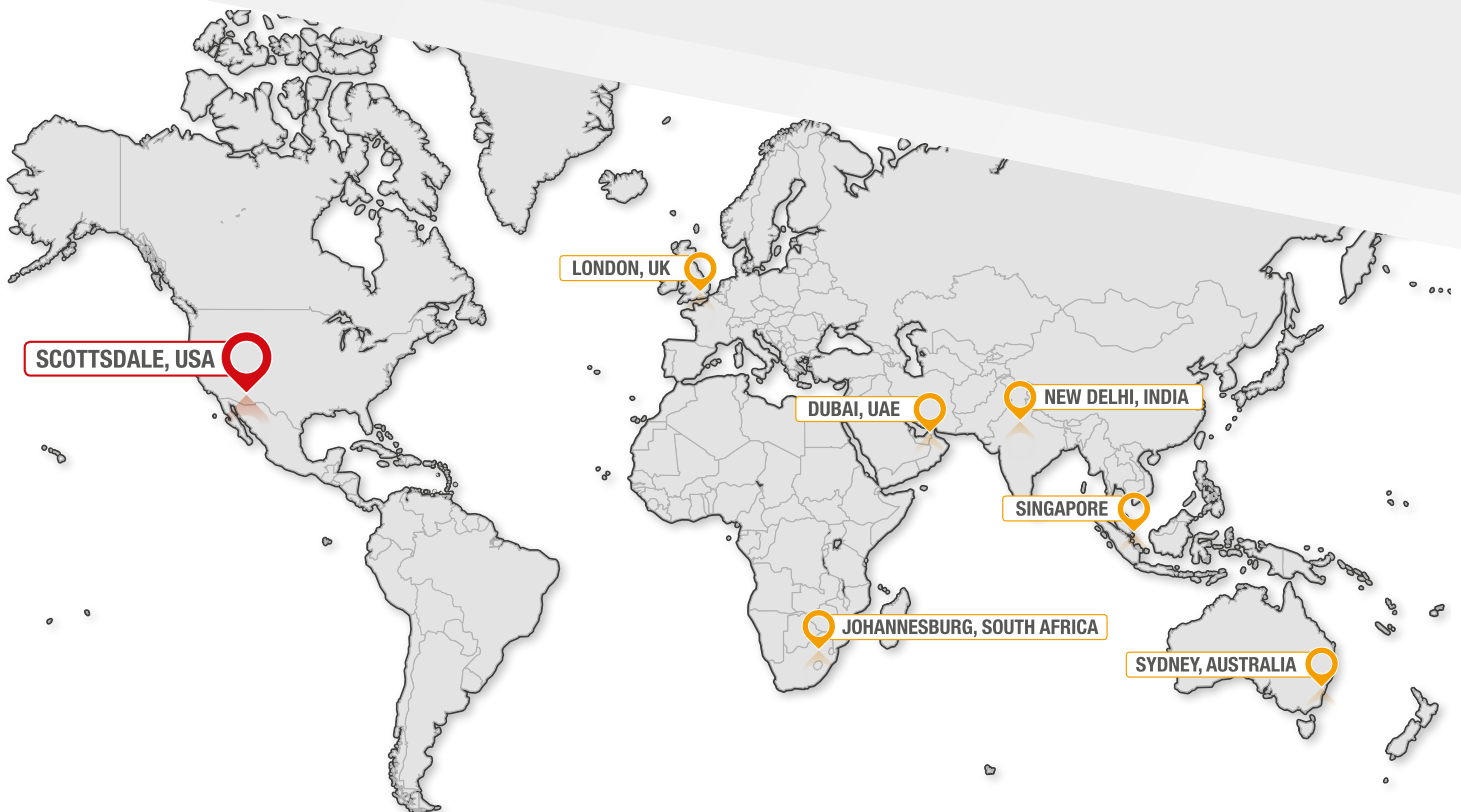 LONDON, UK
SCOTTSDALE, USA
DUBAI, UAE
NEW DELHI, INDIA
SINGAPORE
JOHANNESBURG, SOUTH AFRICA
SYDNEY, AUSTRALIA